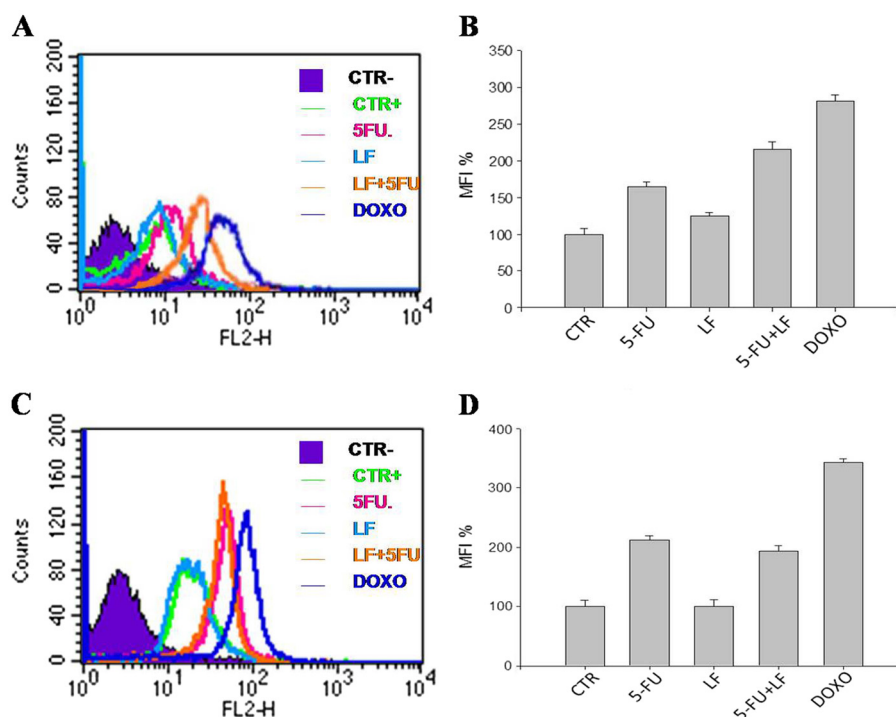 A
Counts
200
160
120
80
40
0
CTR-
CTR+
5FU.
LF
LF+5FU
DOXO
10^0 10^1 10^2 10^3 10^4
FL2-H
B
MFI %
350
300
250
200
150
100
50
0
CTR 5-FU LF 5-FU+LF DOXO
C
Counts
200
160
120
80
40
0
CTR-
CTR+
5FU.
LF
LF+5FU
DOXO
10^0 10^1 10^2 10^3 10^4
FL2-H
D
MFI %
400
300
200
100
0
CTR 5-FU LF 5-FU+LF DOXO